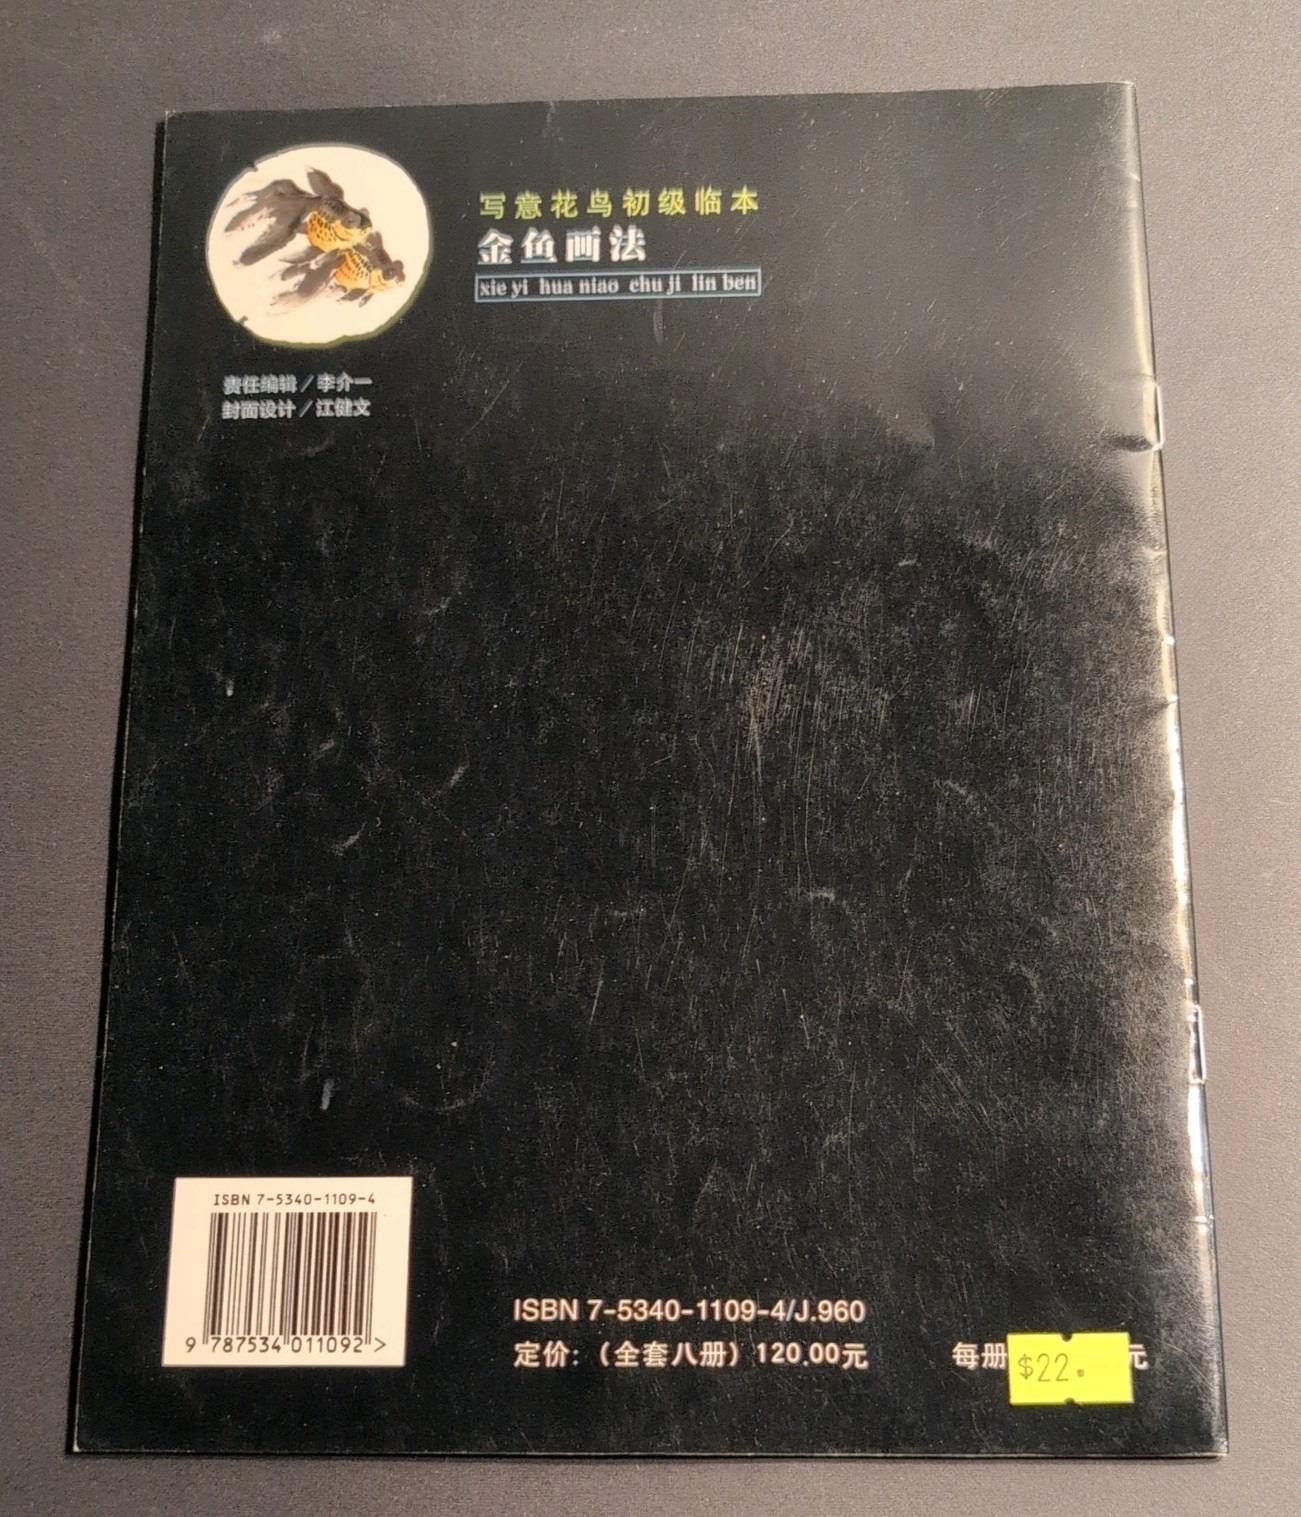 写意花鸟初级临本
金鱼画法
xie yi hua niao chu ji lin ben
责任编辑／李介一
封面设计／江健文
ISBN 7-5340-1109-4
9 787534 011092 >
ISBN 7-5340-1109-4/J.960
定价：（全套八册）120.00元
每册 元
$22.-